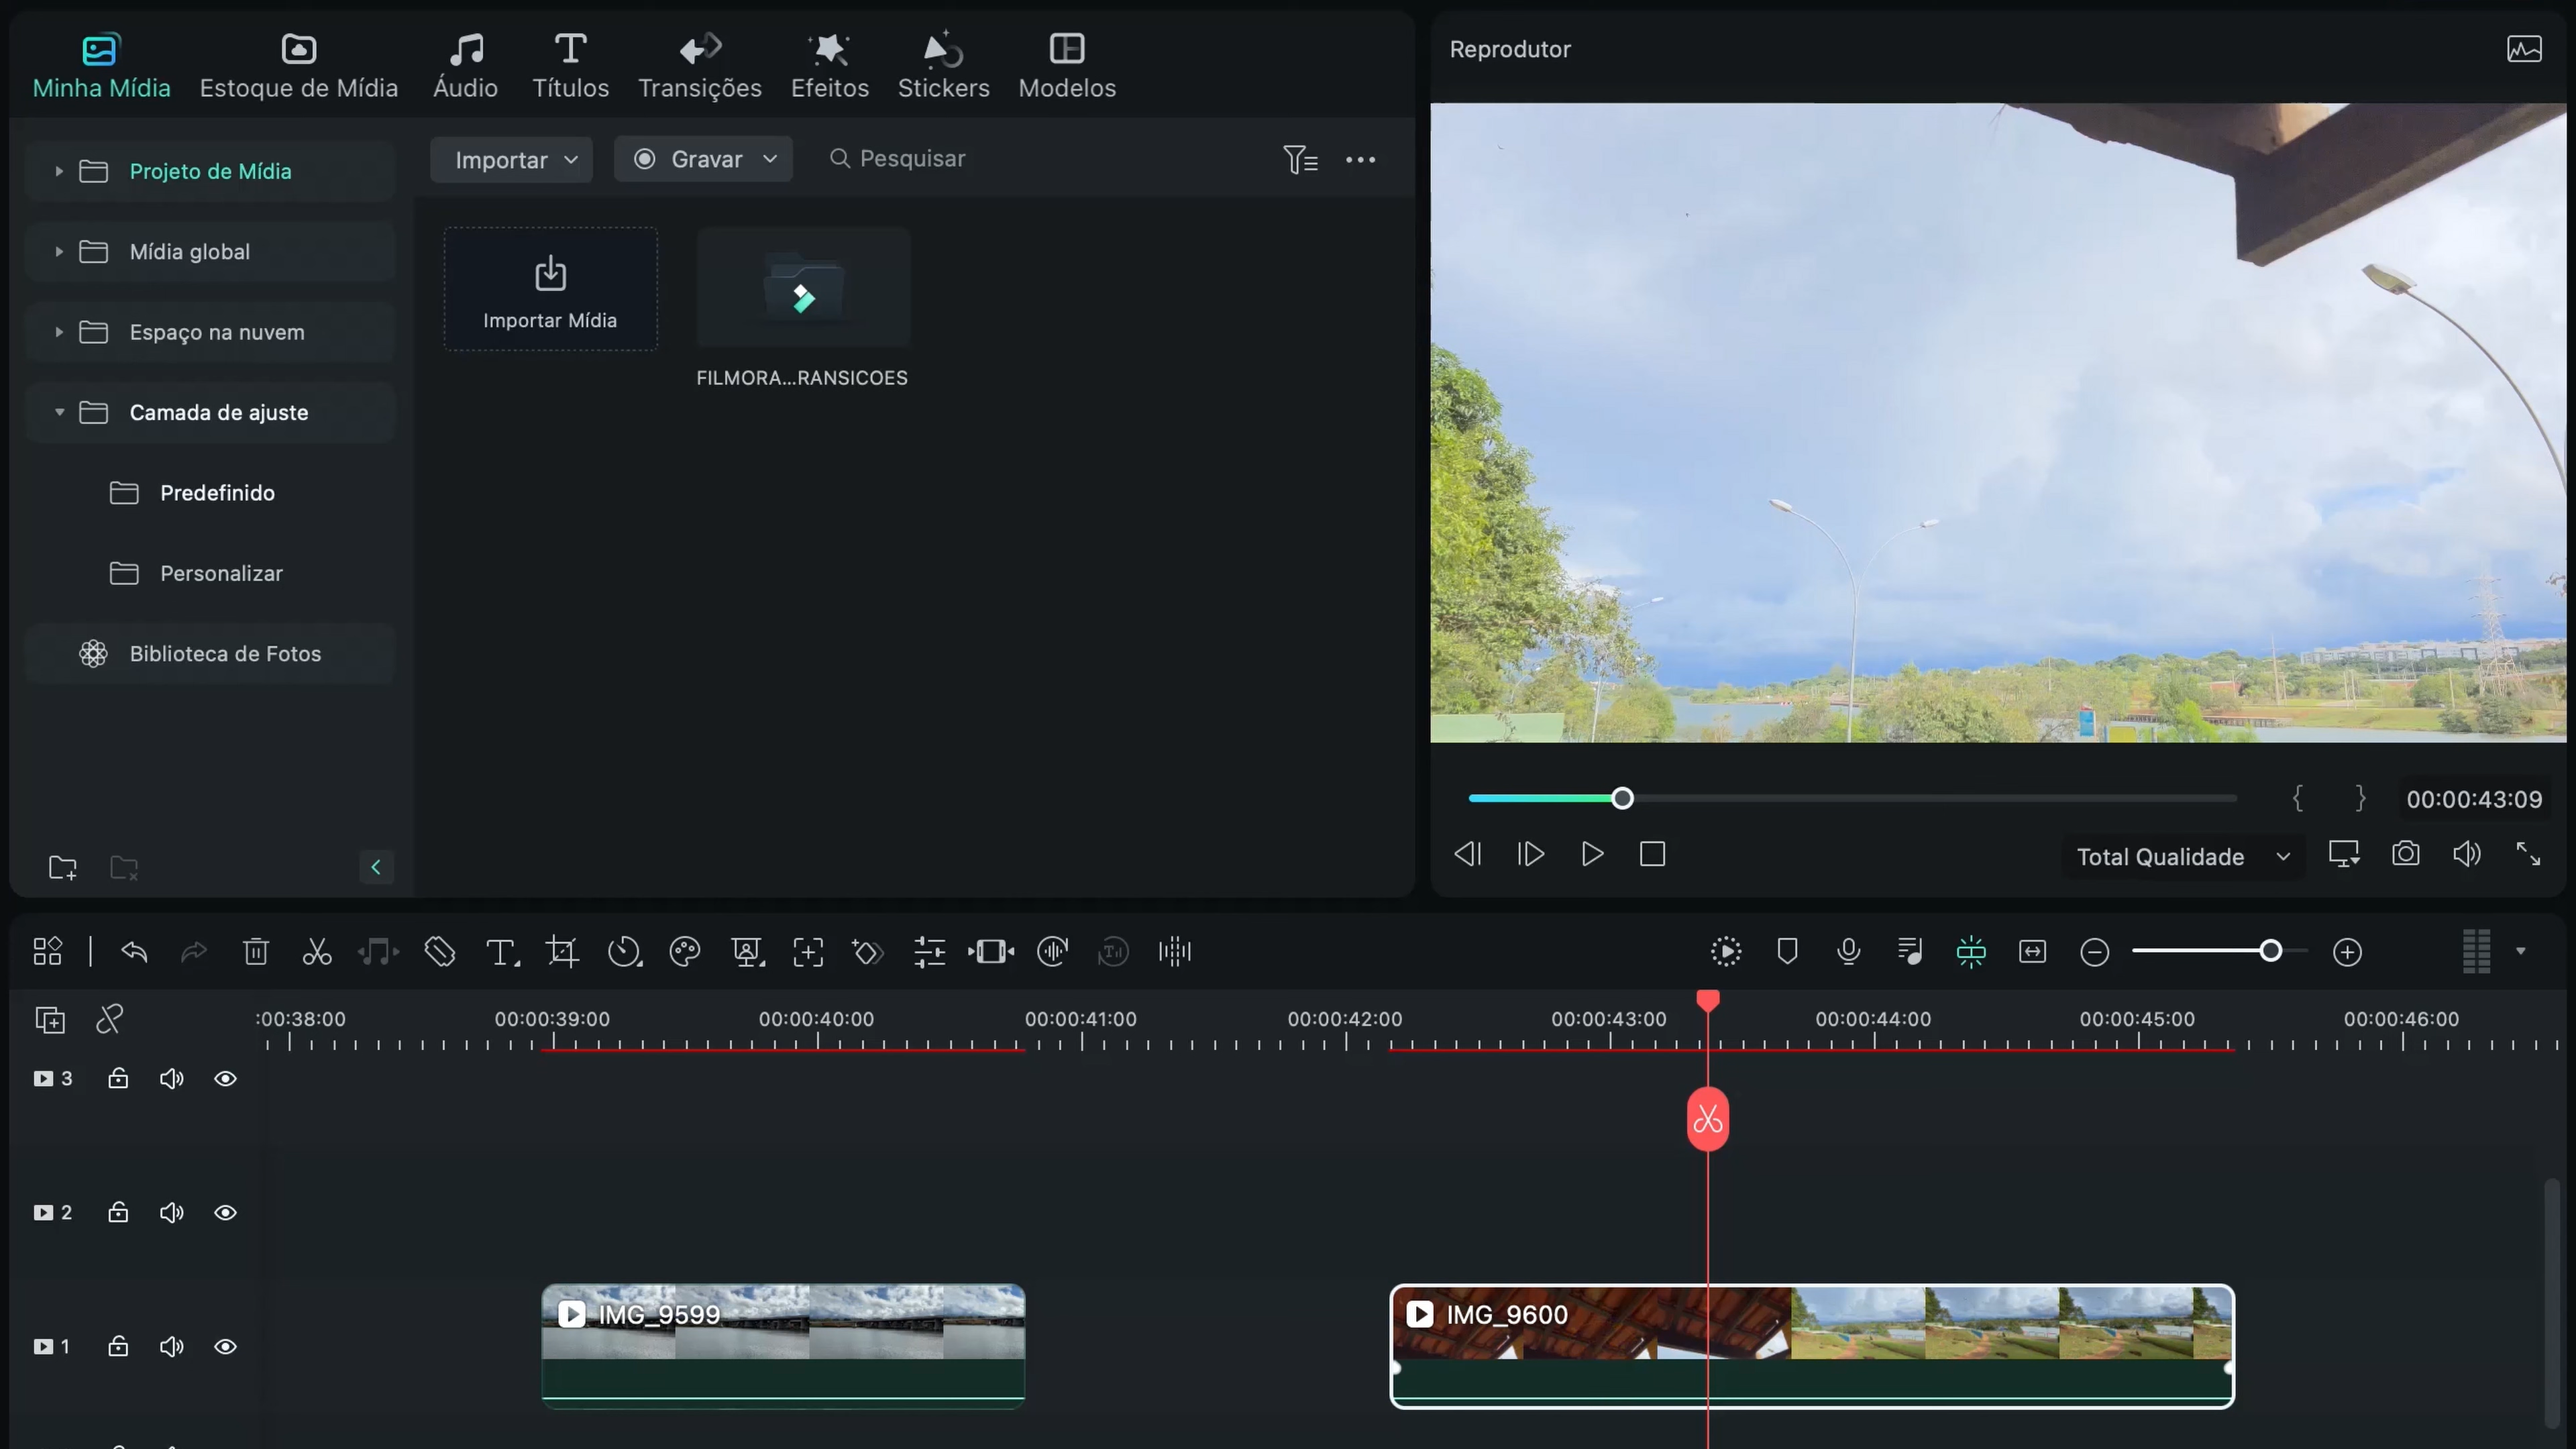 Minha Mídia
Estoque de Mídia
Áudio
Títulos
Transições
Efeitos
Stickers
Modelos
Reprodutor
Projeto de Mídia
Mídia global
Espaço na nuvem
Camada de ajuste
Predefinido
Personalizar
Biblioteca de Fotos
Importar
Gravar
Pesquisar
Importar Mídia
FILMORA...RANSICOES
00:00:43:09
Total Qualidade
:00:38:00
00:00:39:00
00:00:40:00
00:00:41:00
00:00:42:00
00:00:43:00
00:00:44:00
00:00:45:00
00:00:46:00
3
2
1
IMG_9599
IMG_9600